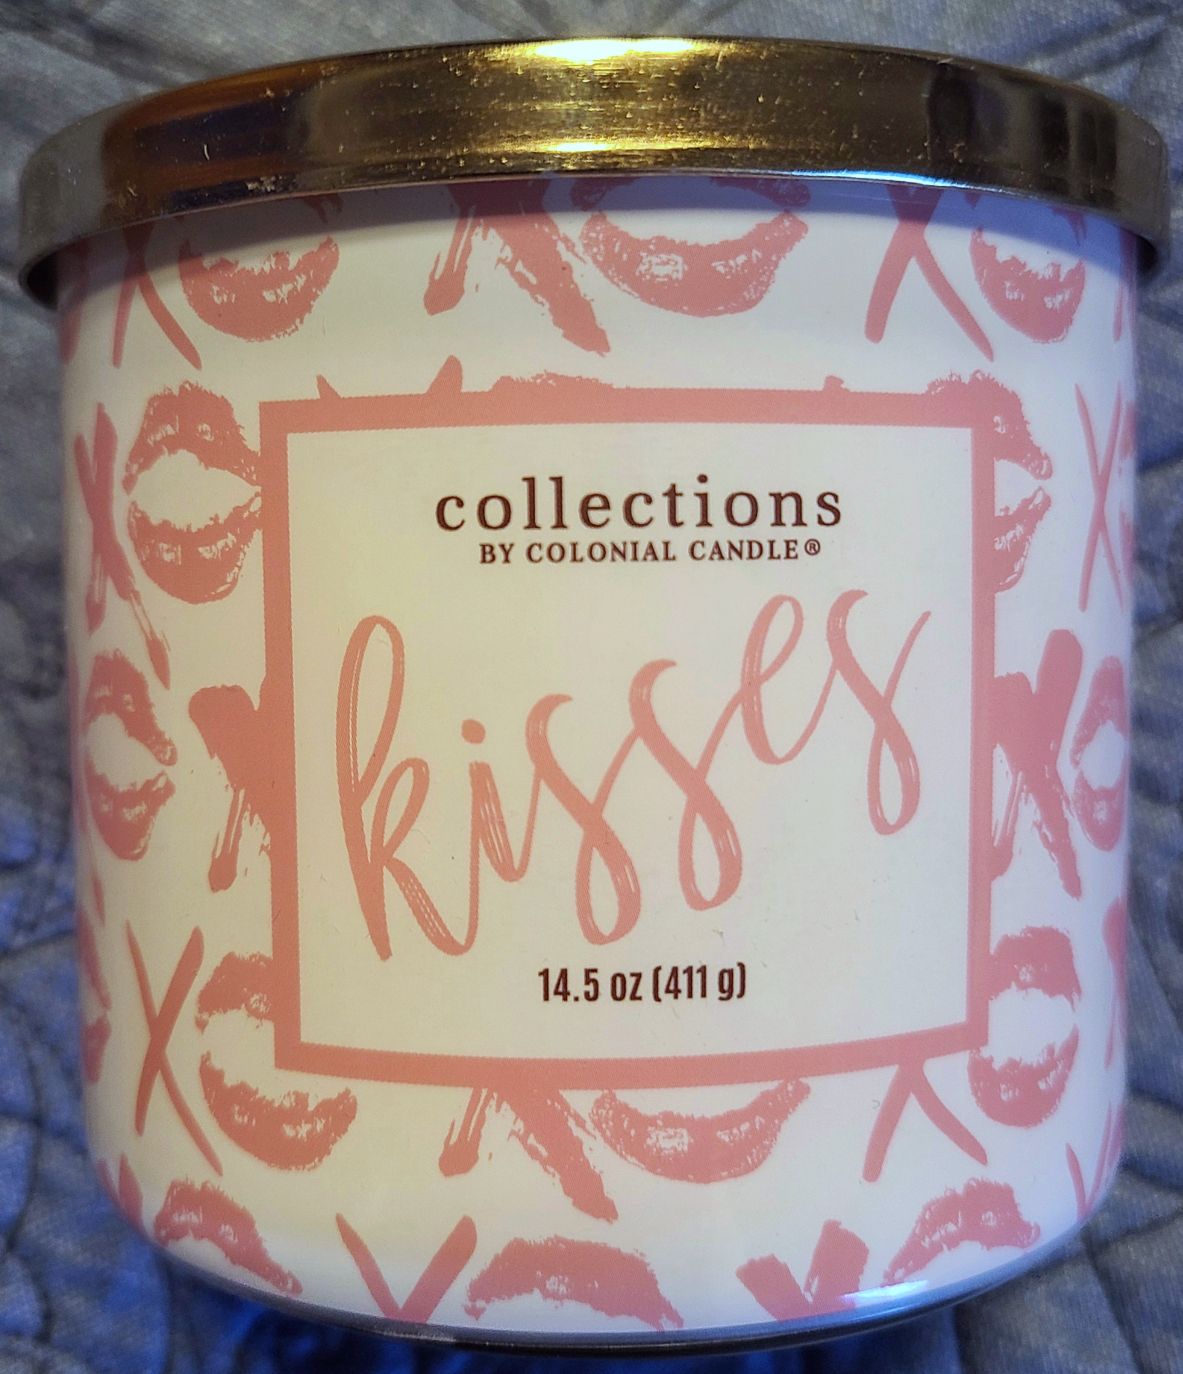 collections
BY COLONIAL CANDLE®
kisses
14.5 oz (411 g)